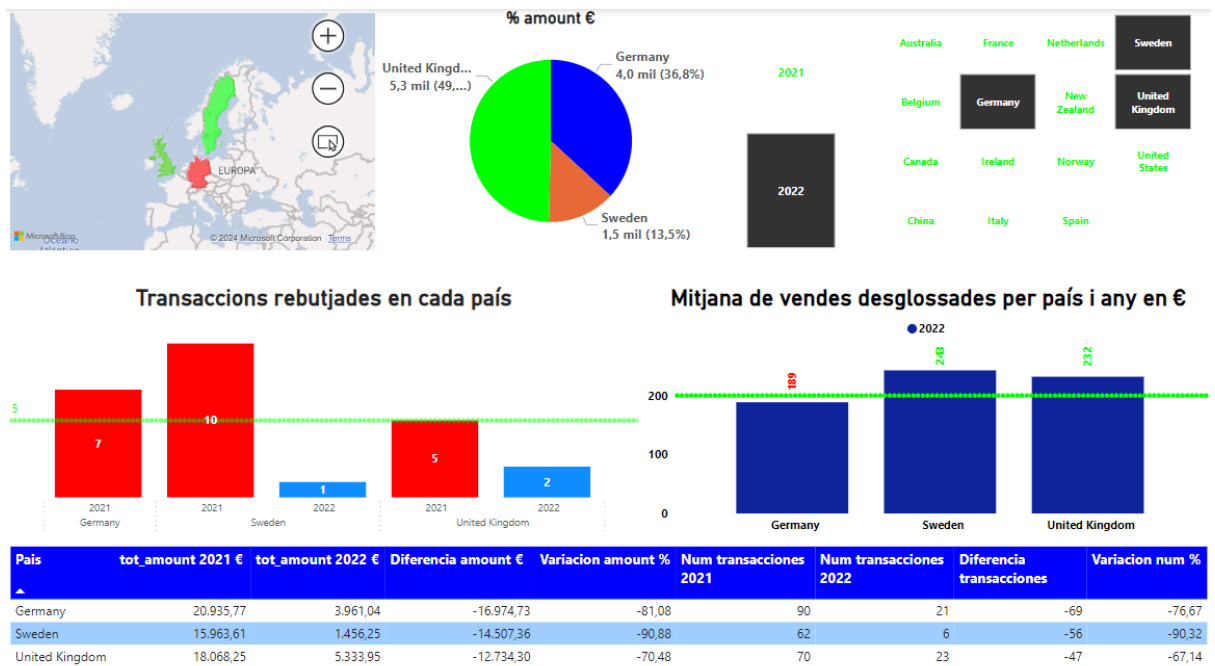 % amount €
United Kingd...
5,3 mil (49,...)
Germany
4,0 mil (36,8%)
Sweden
1,5 mil (13,5%)
EUROPA
Microsoft Bing
Océano
Atlántico
© 2024 Microsoft Corporation Terms
2021
2022
Australia France Netherlands Sweden
Belgium Germany New Zealand United Kingdom
Canada Ireland Norway United States
China Italy Spain
Transaccions rebutjades en cada país
5
7
10
1
5
2
2021 2021 2022 2021 2022
Germany Sweden United Kingdom
Mitjana de vendes desglossades per país i any en €
2022
189 243 232
200
100
0
Germany Sweden United Kingdom
Pais tot_amount 2021 € tot_amount 2022 € Diferencia amount € Variacion amount % Num transacciones 2021 Num transacciones 2022 Diferencia transacciones Variacion num %
Germany 20.935,77 3.961,04 -16.974,73 -81,08 90 21 -69 -76,67
Sweden 15.963,61 1.456,25 -14.507,36 -90,88 62 6 -56 -90,32
United Kingdom 18.068,25 5.333,95 -12.734,30 -70,48 70 23 -47 -67,14